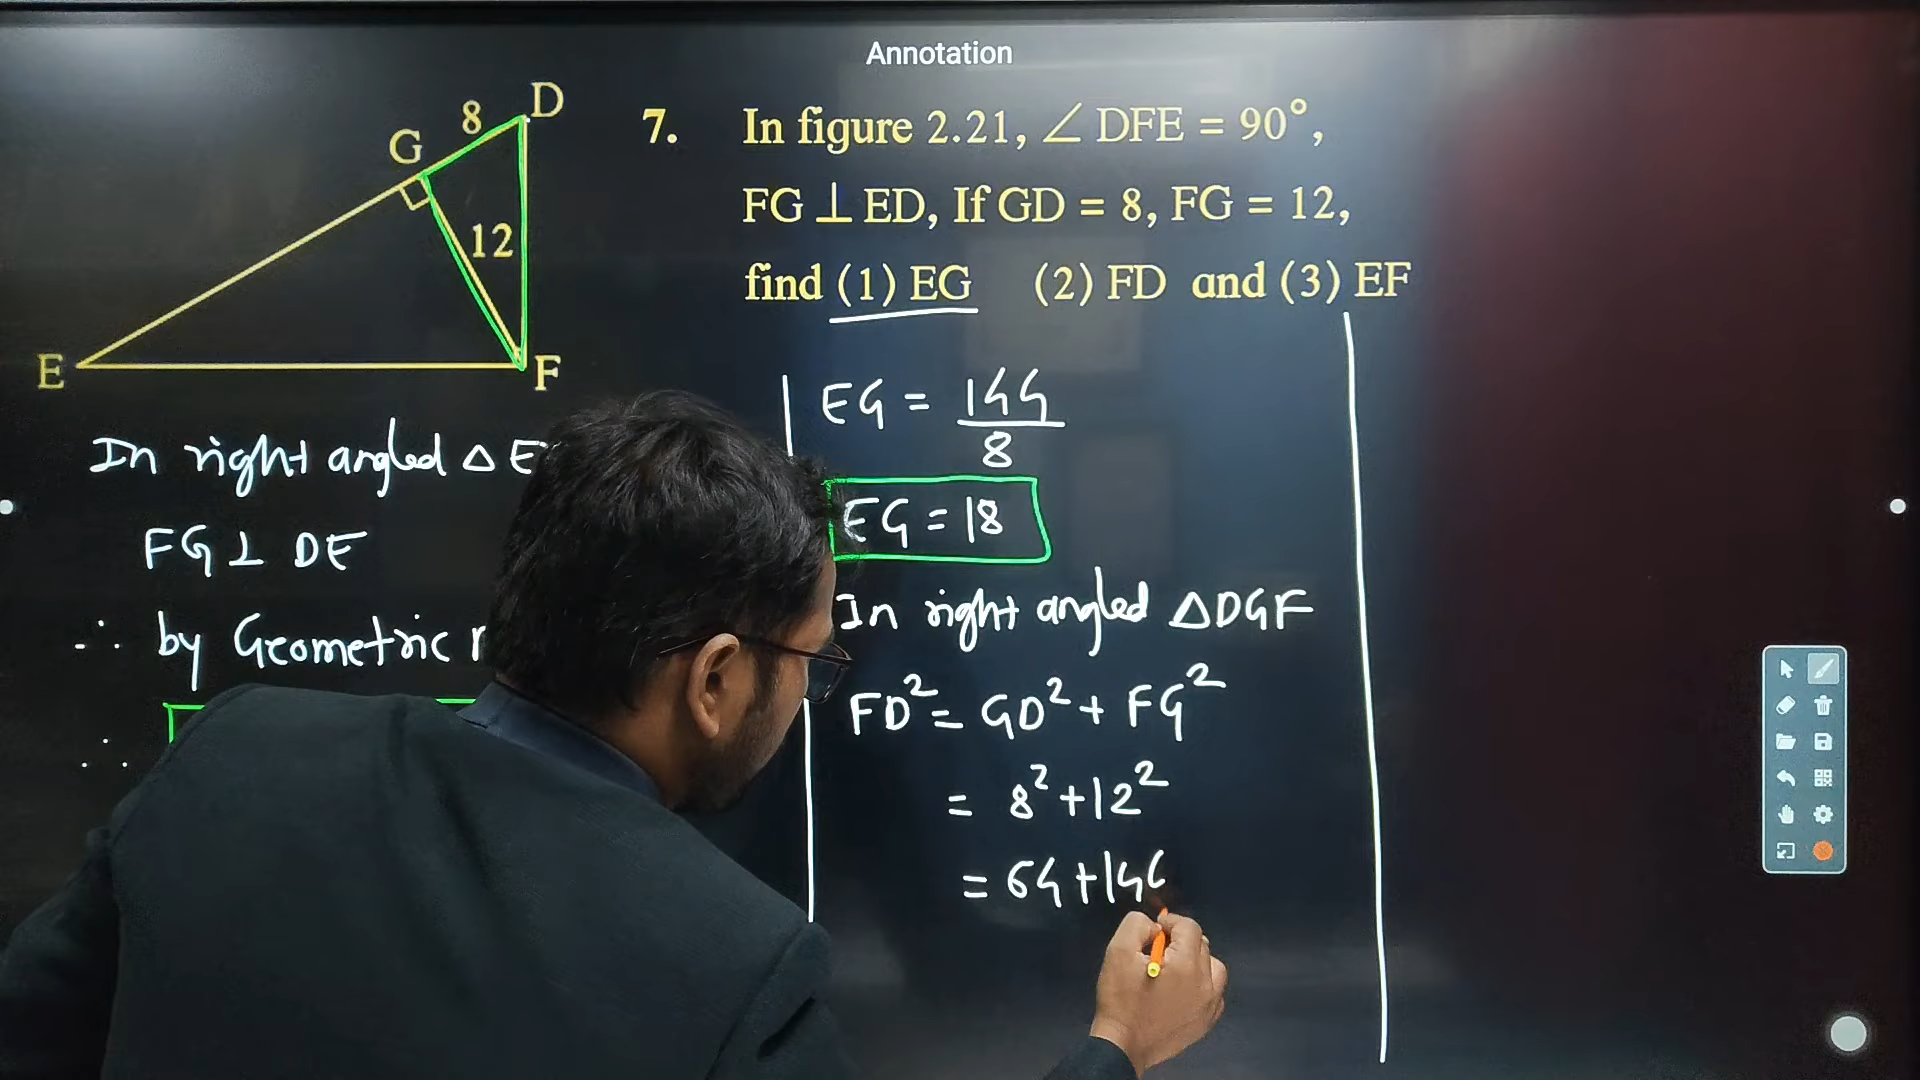 Annotation
8
D
G
12
E
F
7. In figure 2.21, ∠ DFE = 90°,
FG ⊥ ED, If GD = 8, FG = 12,
find (1) EG (2) FD and (3) EF
In right angled △ E
FG ⊥ DE
∴ by Geometric
∴
EG = 144/8
EG = 18
In right angled △DGF
FD² = GD² + FG²
= 8² + 12²
= 64 + 14